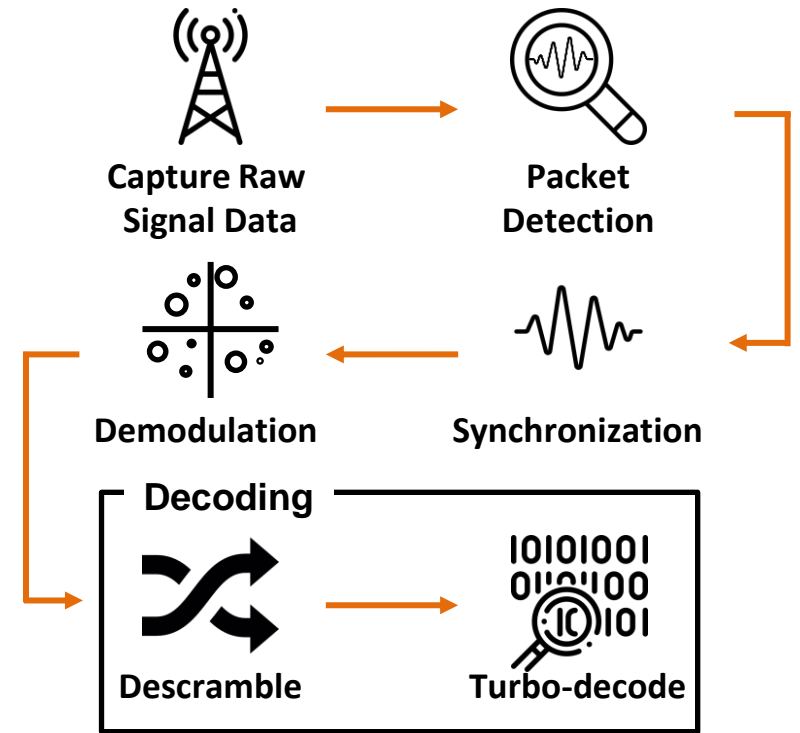 Capture Raw
Signal Data
Packet
Detection
Demodulation
Synchronization
Decoding
Descramble
Turbo-decode